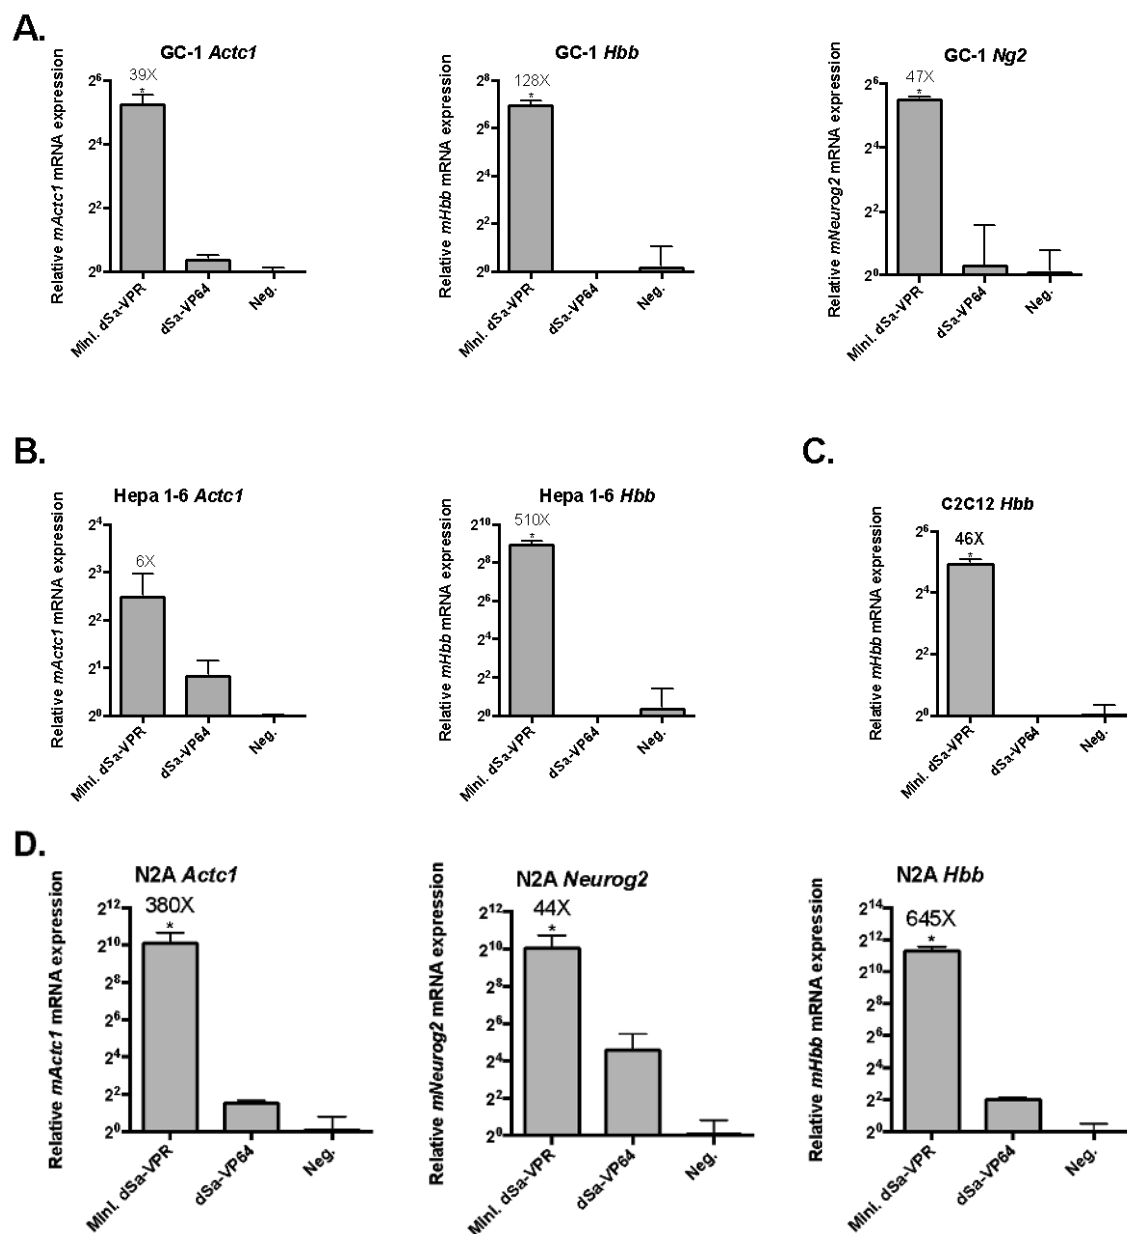 A.
GC-1 Actc1
Relative mActc1 mRNA expression
2^6
2^4
2^2
2^0
39X
*
Mini. dSa-VPR
dSa-VP64
Neg.
GC-1 Hbb
Relative mHbb mRNA expression
2^8
2^6
2^4
2^2
2^0
128X
*
Mini. dSa-VPR
dSa-VP64
Neg.
GC-1 Ng2
Relative mNeurog2 mRNA expression
2^6
2^4
2^2
2^0
47X
*
Mini. dSa-VPR
dSa-VP64
Neg.
B.
Hepa 1-6 Actc1
Relative mActc1 mRNA expression
2^4
2^3
2^2
2^1
2^0
6X
Mini. dSa-VPR
dSa-VP64
Neg.
Hepa 1-6 Hbb
Relative mHbb mRNA expression
2^10
2^8
2^6
2^4
2^2
2^0
510X
*
Mini. dSa-VPR
dSa-VP64
Neg.
C.
C2C12 Hbb
Relative mHbb mRNA expression
2^6
2^4
2^2
2^0
46X
*
Mini. dSa-VPR
dSa-VP64
Neg.
D.
N2A Actc1
Relative mActc1 mRNA expression
2^12
2^10
2^8
2^6
2^4
2^2
2^0
380X
*
Mini. dSa-VPR
dSa-VP64
Neg.
N2A Neurog2
Relative mNeurog2 mRNA expression
2^12
2^10
2^8
2^6
2^4
2^2
2^0
44X
*
Mini. dSa-VPR
dSa-VP64
Neg.
N2A Hbb
Relative mHbb mRNA expression
2^14
2^12
2^10
2^8
2^6
2^4
2^2
2^0
645X
*
Mini. dSa-VPR
dSa-VP64
Neg.